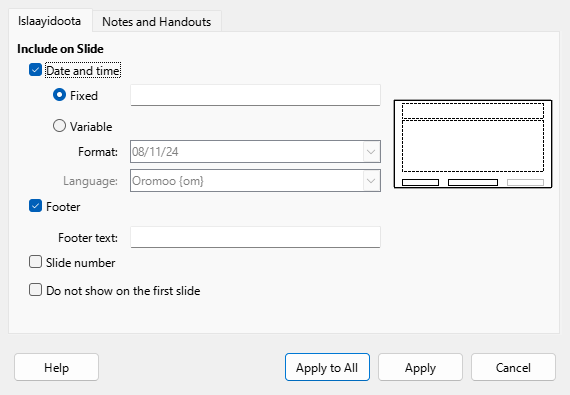 Islaayidoota Notes and Handouts
Include on Slide
Date and time
Fixed
Variable
Format: 08/11/24
Language: Oromoo {om}
Footer
Footer text:
Slide number
Do not show on the first slide
Help Apply to All Apply Cancel